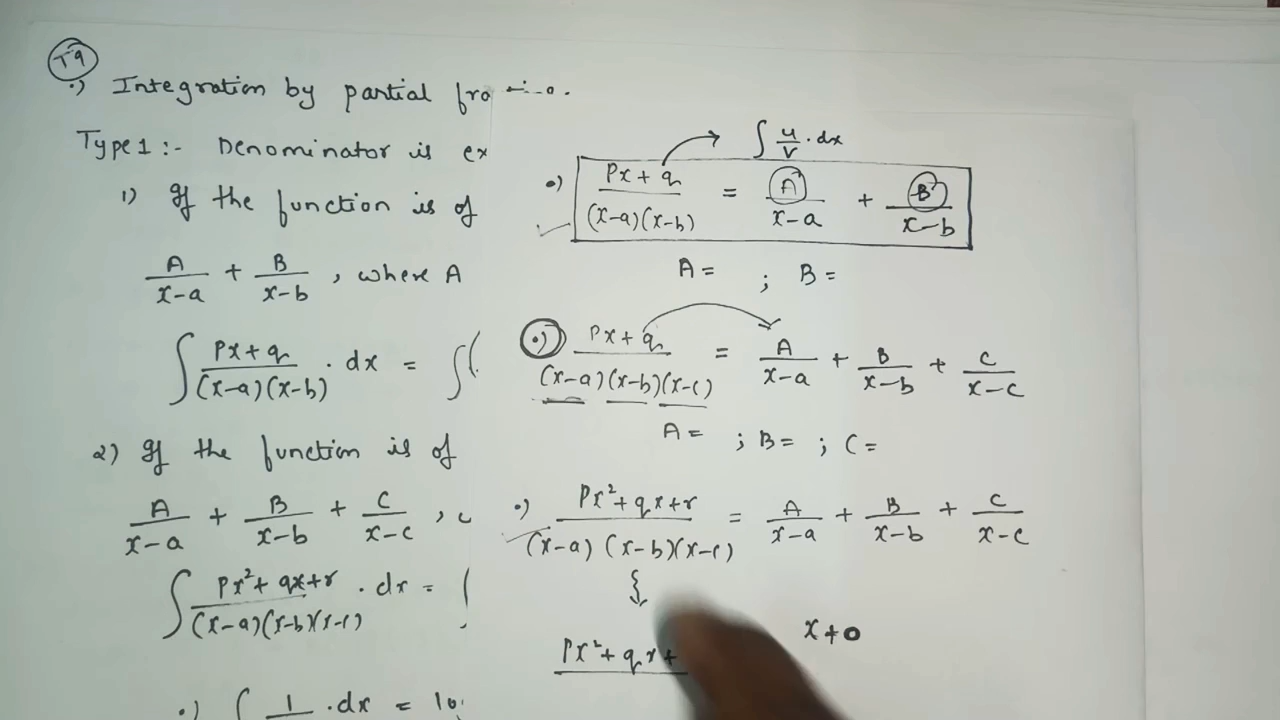 T9
•) Integration by partial fra
Type 1 :- Denominator is ex
1) If the function is of
A/(x-a) + B/(x-b) , where A
∫ (Px+q)/((x-a)(x-b)) . dx = ∫(
2) If the function is of
A/(x-a) + B/(x-b) + C/(x-c) ,
∫ (Px²+qx+r)/((x-a)(x-b)(x-c)) . dx = (
•) ∫ 1 . dx = lo
∫ u/v . dx
•) (Px+q)/((x-a)(x-b)) = A/(x-a) + B/(x-b)
A = ; B =
•) (Px+q)/((x-a)(x-b)(x-c)) = A/(x-a) + B/(x-b) + C/(x-c)
A = ; B = ; C =
•) (Px²+qx+r)/((x-a)(x-b)(x-c)) = A/(x-a) + B/(x-b) + C/(x-c)
x+0
Px²+qx+